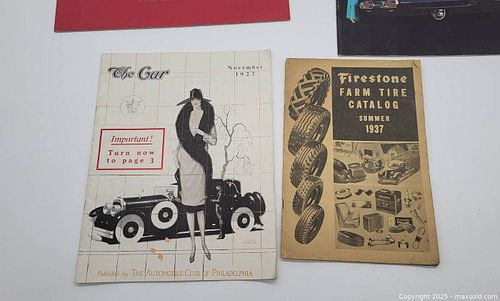 The Car
November
1927
Important!
Turn now
to page 3
Published by THE AUTOMOBILE CLUB OF PHILADELPHIA
Firestone
FARM TIRE
CATALOG
SUMMER
1937
Copyright 2025 - maxsold.com